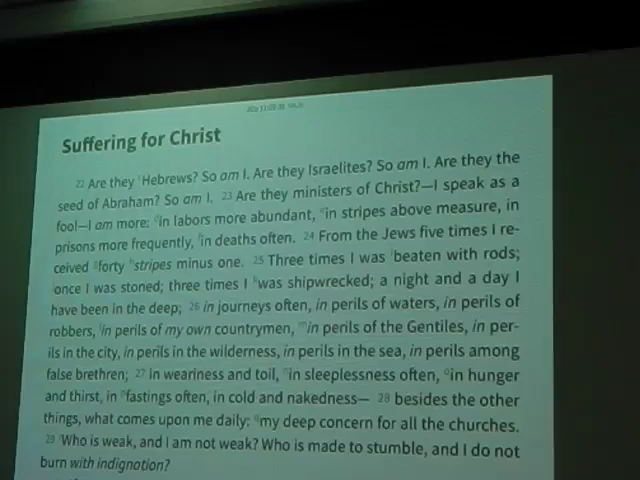 Suffering for Christ
22 Are they Hebrews? So am I. Are they Israelites? So am I. Are they the
seed of Abraham? So am I. 23 Are they ministers of Christ?—I speak as a
fool—I am more: in labors more abundant, in stripes above measure, in
prisons more frequently, in deaths often. 24 From the Jews five times I re-
ceived forty stripes minus one. 25 Three times I was beaten with rods;
once I was stoned; three times I was shipwrecked; a night and a day I
have been in the deep; 26 in journeys often, in perils of waters, in perils of
robbers, in perils of my own countrymen, in perils of the Gentiles, in per-
ils in the city, in perils in the wilderness, in perils in the sea, in perils among
false brethren; 27 in weariness and toil, in sleeplessness often, in hunger
and thirst, in fastings often, in cold and nakedness— 28 besides the other
things, what comes upon me daily: my deep concern for all the churches.
29 Who is weak, and I am not weak? Who is made to stumble, and I do not
burn with indignation?